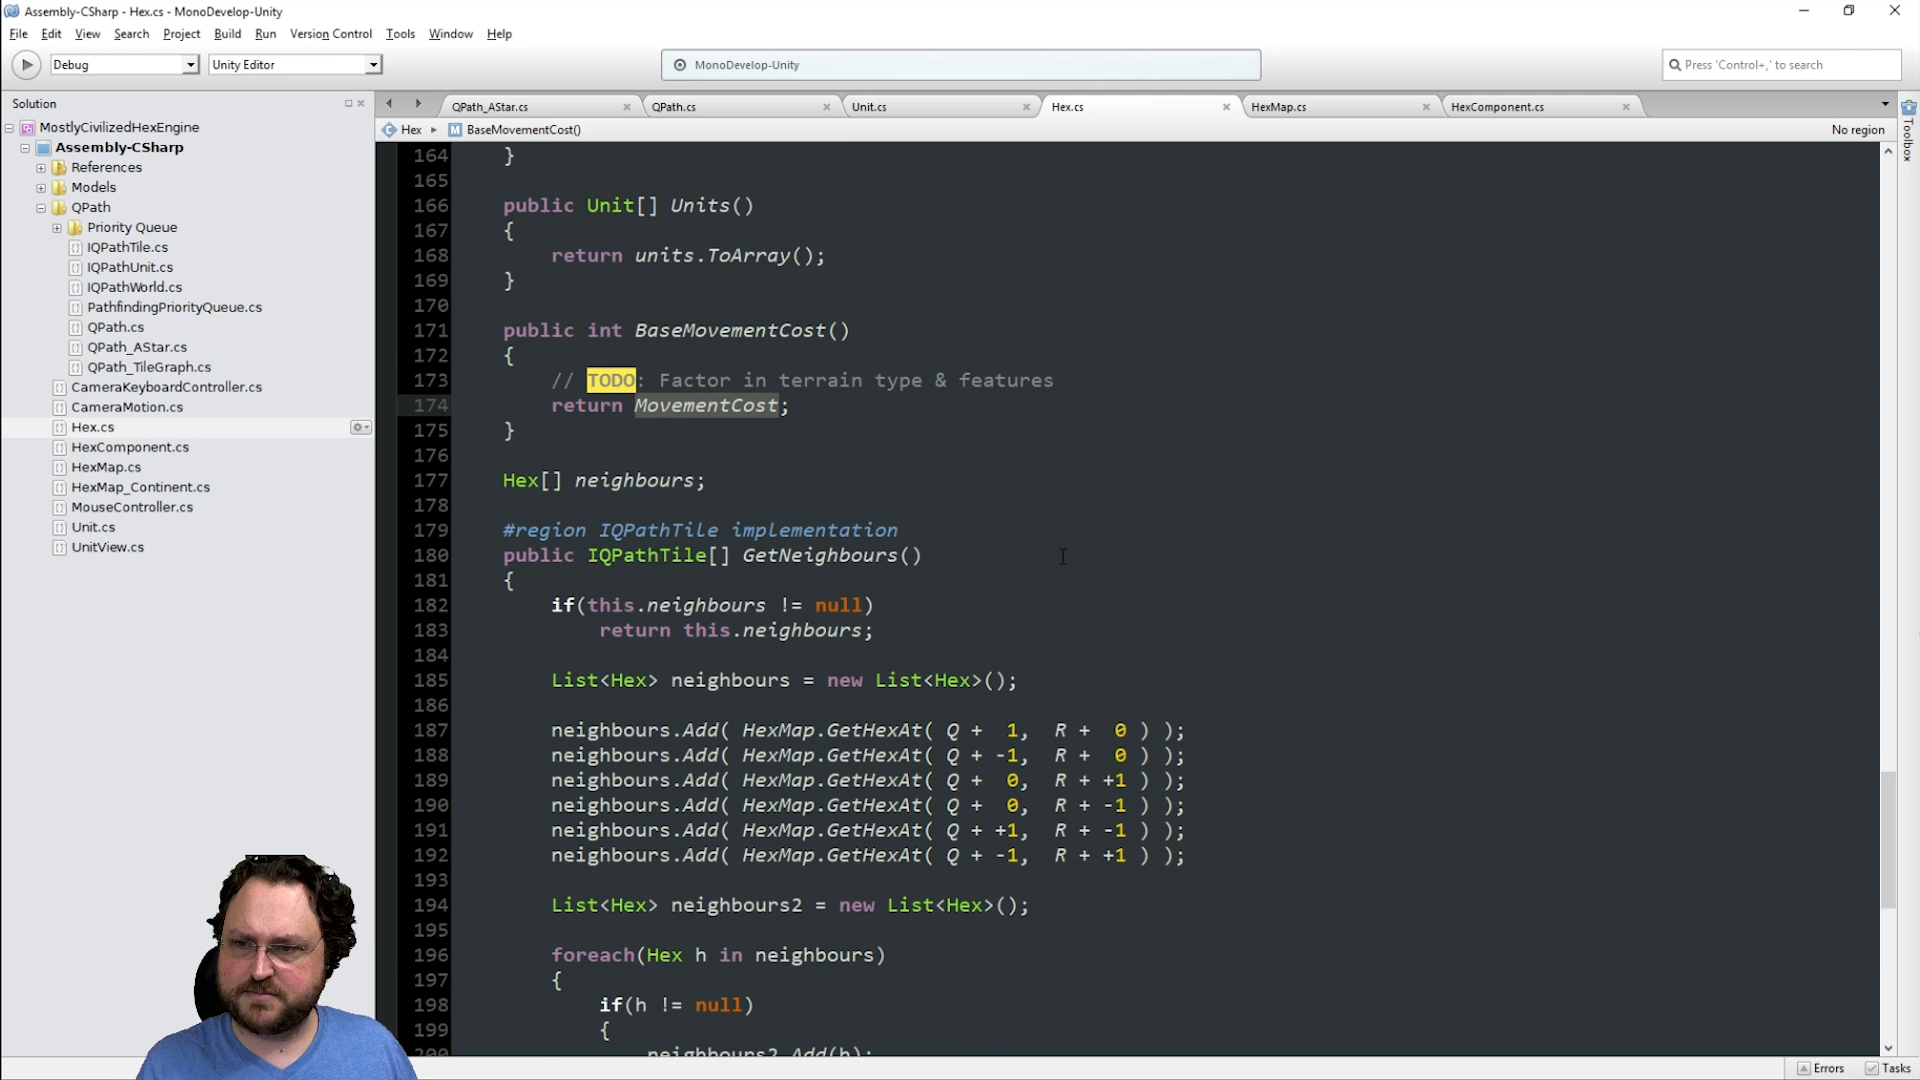 Assembly-CSharp - Hex.cs - MonoDevelop-Unity
File Edit View Search Project Build Run Version Control Tools Window Help
Debug Unity Editor MonoDevelop-Unity Press 'Control+,' to search
Solution
MostlyCivilizedHexEngine
Assembly-CSharp
References
Models
QPath
Priority Queue
IQPathTile.cs
IQPathUnit.cs
IQPathWorld.cs
PathfindingPriorityQueue.cs
QPath.cs
QPath_AStar.cs
QPath_TileGraph.cs
CameraKeyboardController.cs
CameraMotion.cs
Hex.cs
HexComponent.cs
HexMap.cs
HexMap_Continent.cs
MouseController.cs
Unit.cs
UnitView.cs
QPath_AStar.cs QPath.cs Unit.cs Hex.cs HexMap.cs HexComponent.cs
Hex BaseMovementCost() No region
Toolbox
164 }
165
166 public Unit[] Units()
167 {
168 return units.ToArray();
169 }
170
171 public int BaseMovementCost()
172 {
173 // TODO: Factor in terrain type & features
174 return MovementCost;
175 }
176
177 Hex[] neighbours;
178
179 #region IQPathTile implementation
180 public IQPathTile[] GetNeighbours()
181 {
182 if(this.neighbours != null)
183 return this.neighbours;
184
185 List<Hex> neighbours = new List<Hex>();
186
187 neighbours.Add( HexMap.GetHexAt( Q + 1, R + 0 ) );
188 neighbours.Add( HexMap.GetHexAt( Q + -1, R + 0 ) );
189 neighbours.Add( HexMap.GetHexAt( Q + 0, R + +1 ) );
190 neighbours.Add( HexMap.GetHexAt( Q + 0, R + -1 ) );
191 neighbours.Add( HexMap.GetHexAt( Q + +1, R + -1 ) );
192 neighbours.Add( HexMap.GetHexAt( Q + -1, R + +1 ) );
193
194 List<Hex> neighbours2 = new List<Hex>();
195
196 foreach(Hex h in neighbours)
197 {
198 if(h != null)
199 {
200 neighbours2.Add(h);
Errors Tasks